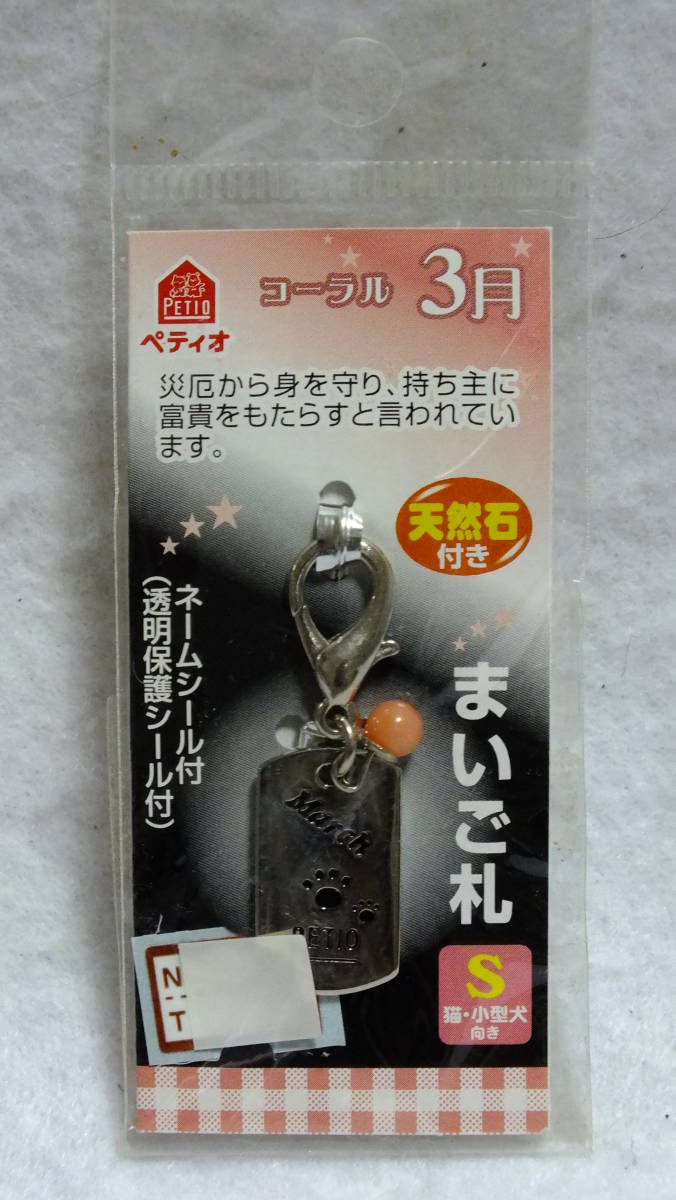 PETIO
ペティオ
コーラル 3月
災厄から身を守り、持ち主に
富貴をもたらすと言われてい
ます。
天然石
付き
ネームシール付
(透明保護シール付)
まいご札
March
PETIO
N
T
S
猫・小型犬
向き